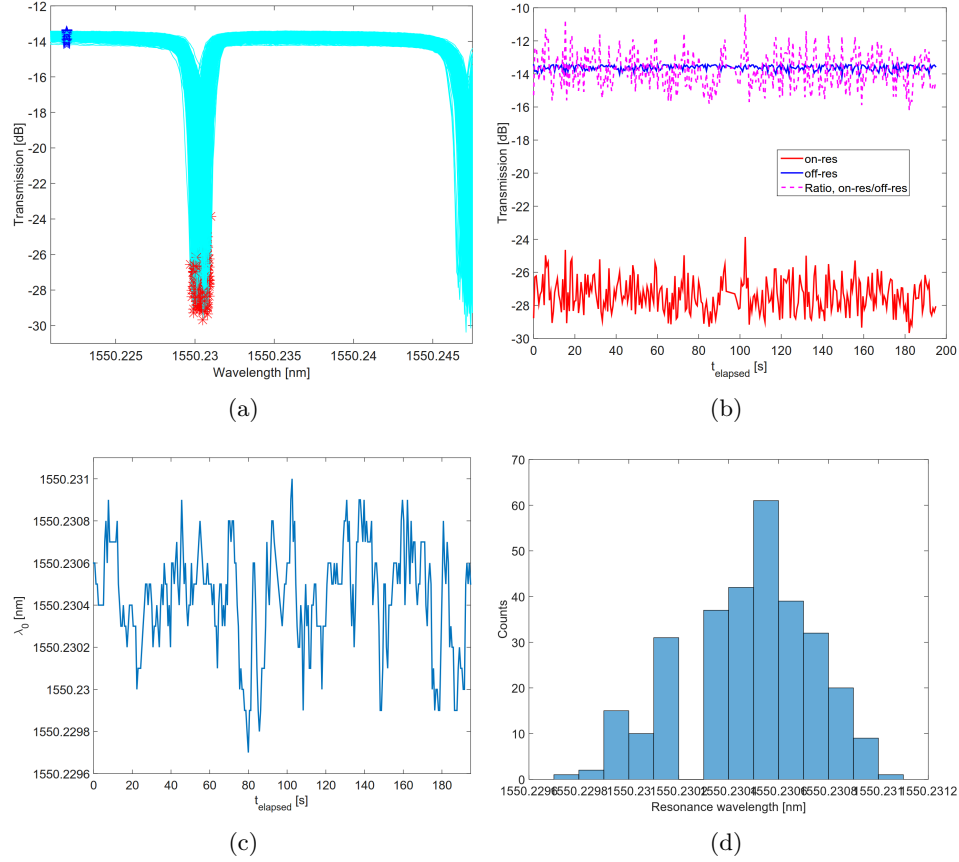 -12
-14
-16
-18
-20
-22
-24
-26
-28
-30
Transmission [dB]
1550.225 1550.23 1550.235 1550.24 1550.245
Wavelength [nm]
(a)
-10
-12
-14
-16
-18
-20
-22
-24
-26
-28
-30
Transmission [dB]
on-res
off-res
Ratio, on-res/off-res
0 20 40 60 80 100 120 140 160 180 200
t_elapsed [s]
(b)
1550.231
1550.2308
1550.2306
1550.2304
1550.2302
1550.23
1550.2298
1550.2296
λ_0 [nm]
0 20 40 60 80 100 120 140 160 180
t_elapsed [s]
(c)
70
60
50
40
30
20
10
0
Counts
1550.2296 1550.2298 1550.23 1550.2302 1550.2304 1550.2306 1550.2308 1550.231 1550.2312
Resonance wavelength [nm]
(d)